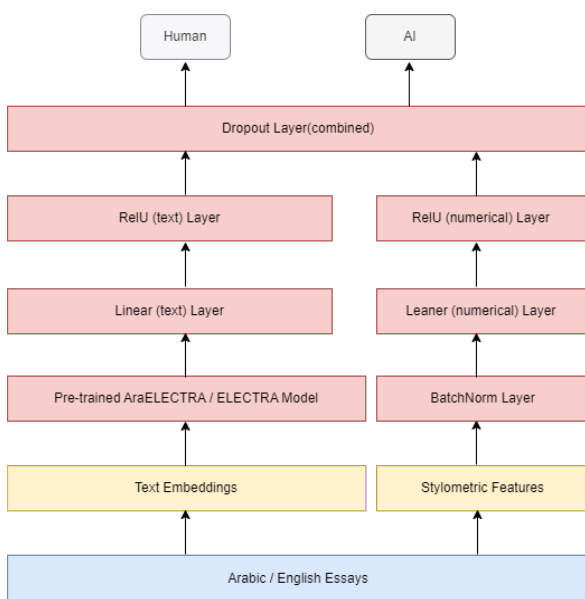 Human
AI
Dropout Layer(combined)
RelU (text) Layer
RelU (numerical) Layer
Linear (text) Layer
Leaner (numerical) Layer
Pre-trained AraELECTRA / ELECTRA Model
BatchNorm Layer
Text Embeddings
Stylometric Features
Arabic / English Essays